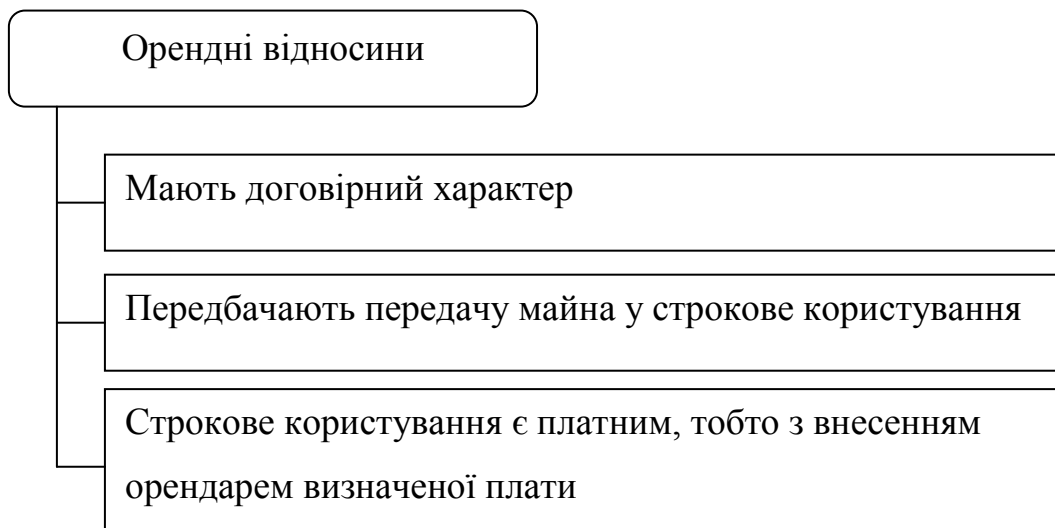 Орендні відносини
Мають договірний характер
Передбачають передачу майна у строкове користування
Строкове користування є платним, тобто з внесенням
орендарем визначеної плати